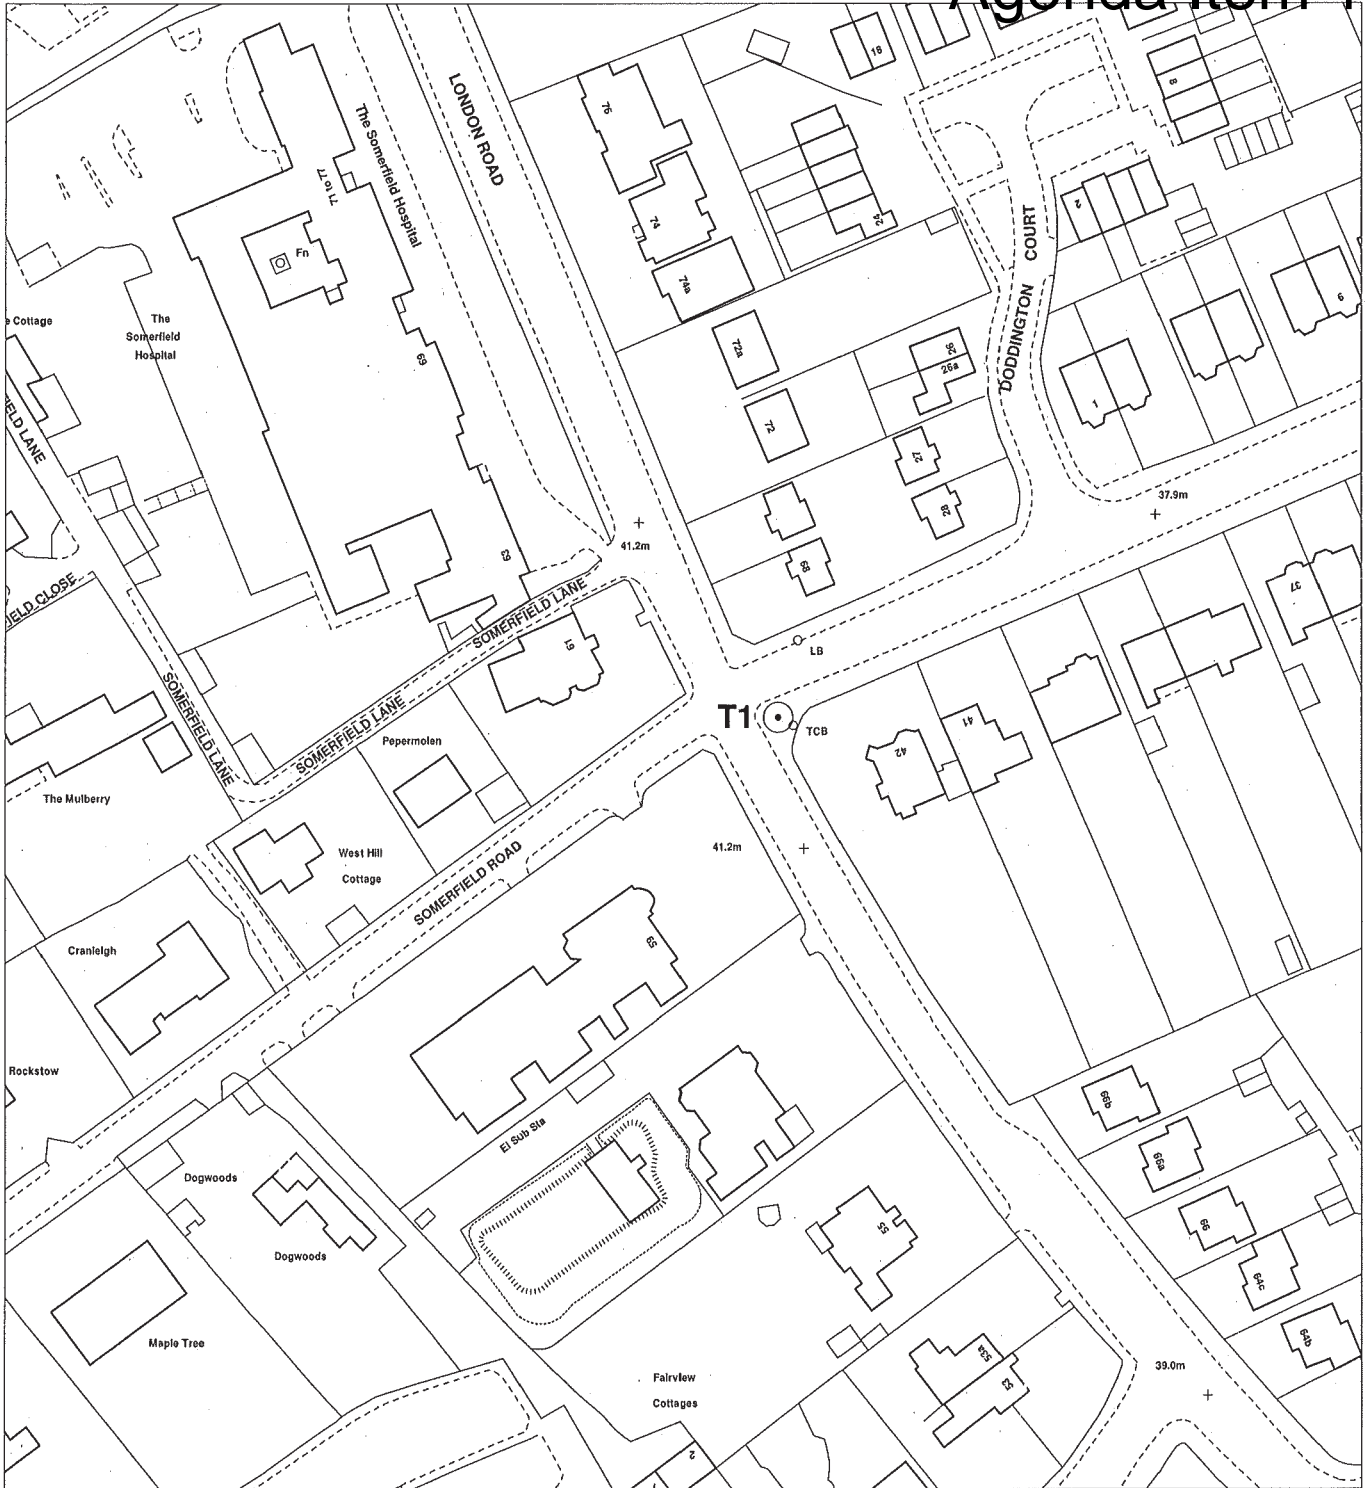 Agenda Item
LONDON ROAD
The Somerfield Hospital
71 to 77
Fn
The
Somerfield
Hospital
69
63
76
74
74a
72a
72
18
24
26
26a
27
28
68
8
2
1
9
DODDINGTON COURT
37.9m
41.2m
e Cottage
FIELD LANE
FIELD CLOSE
SOMERFIELD LANE
61
LB
T1
TCB
42
41
37
SOMERFIELD LANE
SOMERFIELD LANE
Pepermolen
The Mulberry
West Hill
Cottage
SOMERFIELD ROAD
41.2m
59
Cranleigh
Rockstow
El Sub Sta
Dogwoods
Dogwoods
Maple Tree
55
66b
66a
66
64c
64b
53a
53
39.0m
Fairview
Cottages
2